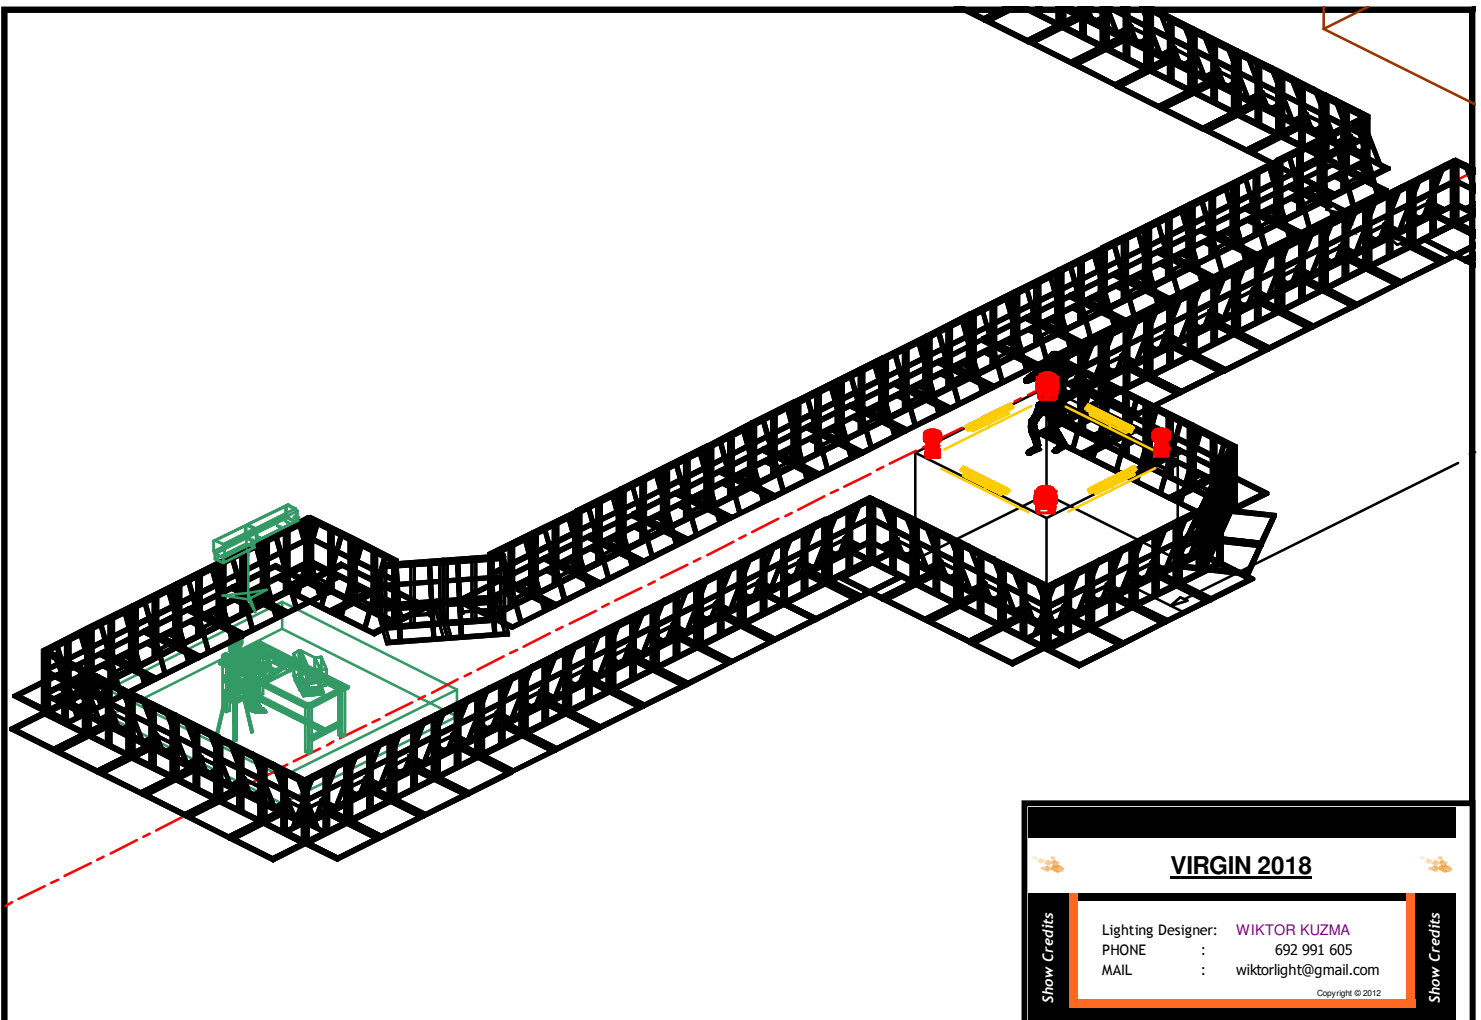 VIRGIN 2018
Show Credits
Lighting Designer: WIKTOR KUZMA
PHONE : 692 991 605
MAIL : wiktorlight@gmail.com
Copyright © 2012
Show Credits